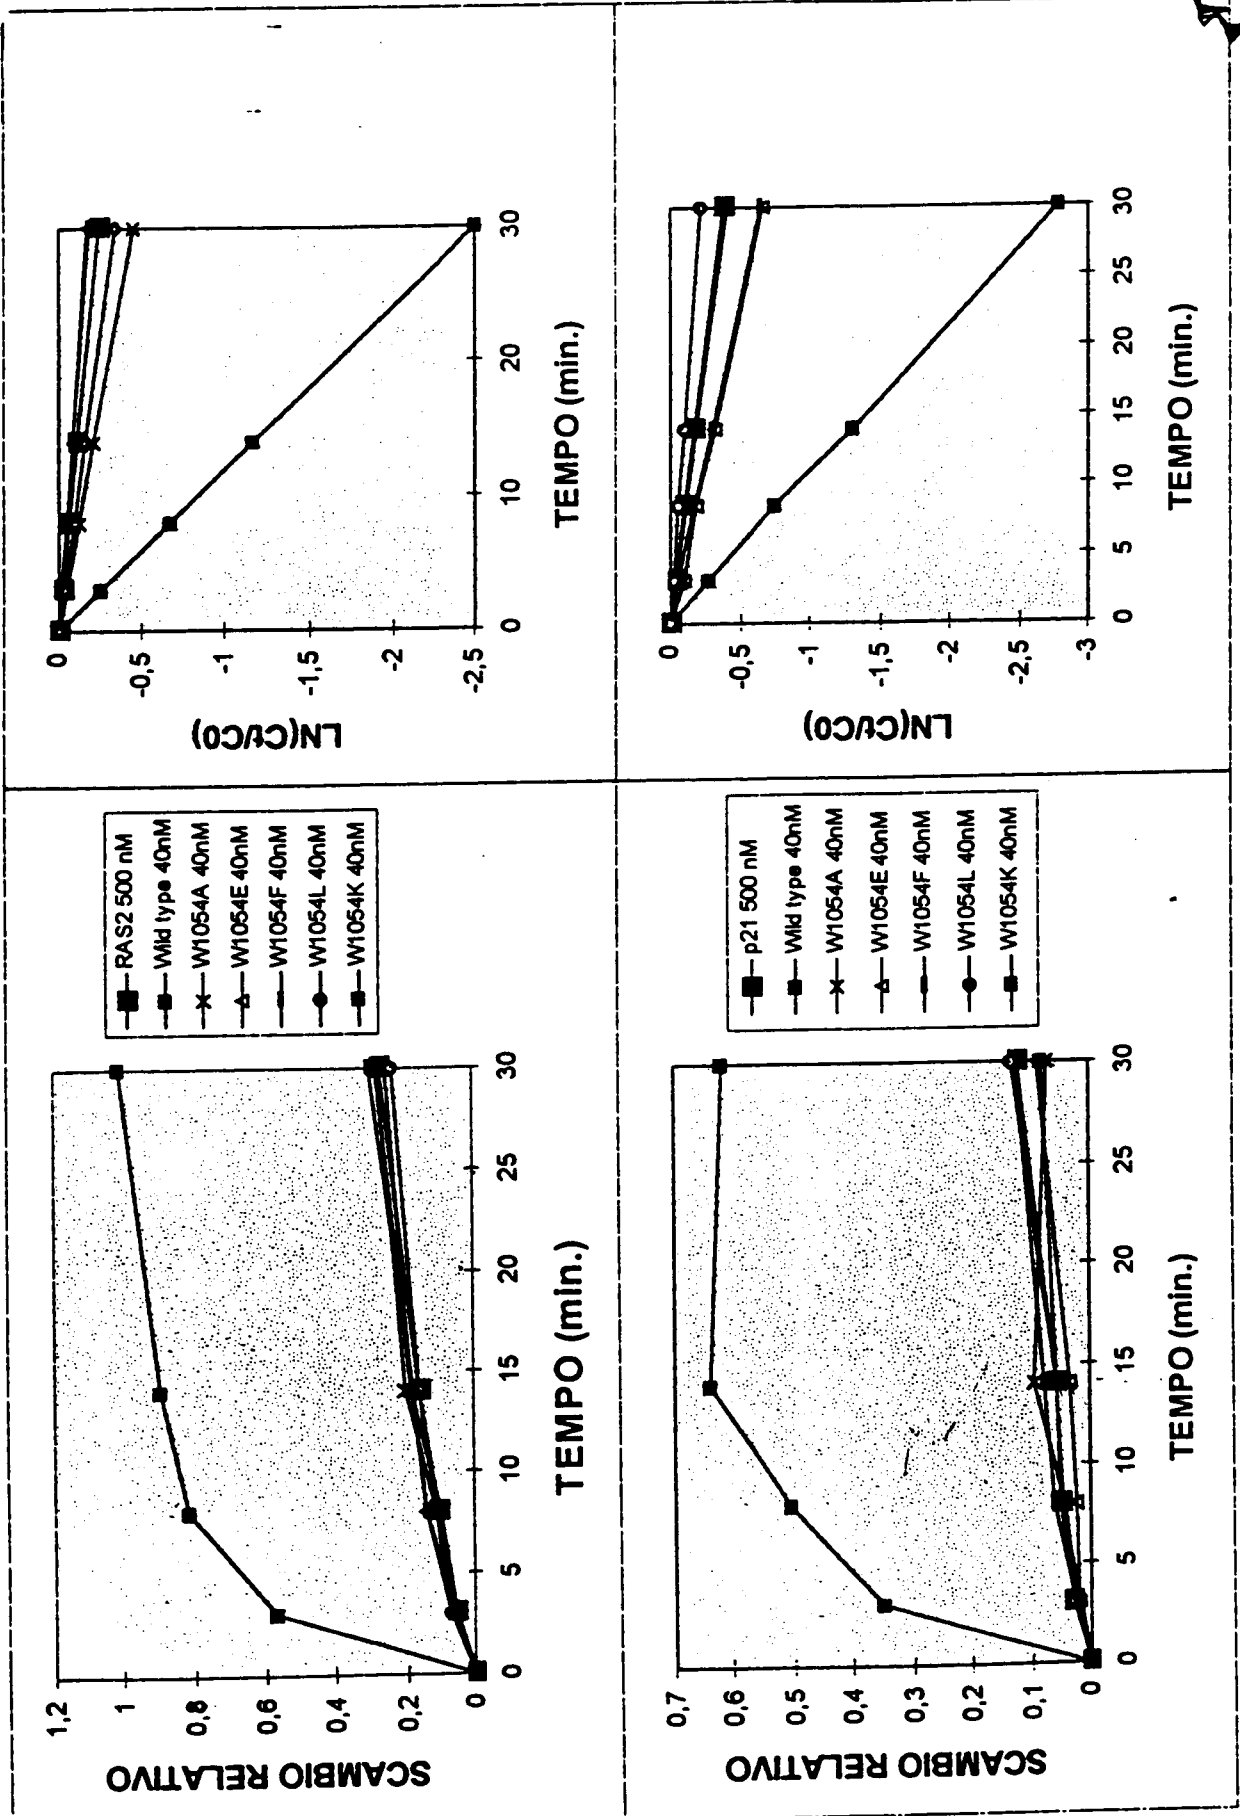 SCAMBIO RELATIVO
1,2
1
0,8
0,6
0,4
0,2
0
0
5
10
15
20
25
30
TEMPO (min.)
RAS2 500 nM
Wild type 40nM
W1054A 40nM
W1054E 40nM
W1054F 40nM
W1054L 40nM
W1054K 40nM
LN(Ct/C0)
0
-0,5
-1
-1,5
-2
-2,5
0
10
20
30
TEMPO (min.)
SCAMBIO RELATIVO
0,7
0,6
0,5
0,4
0,3
0,2
0,1
0
0
5
10
15
20
25
30
TEMPO (min.)
p21 500 nM
Wild type 40nM
W1054A 40nM
W1054E 40nM
W1054F 40nM
W1054L 40nM
W1054K 40nM
LN(Ct/C0)
0
-0,5
-1
-1,5
-2
-2,5
-3
0
5
10
15
20
25
30
TEMPO (min.)